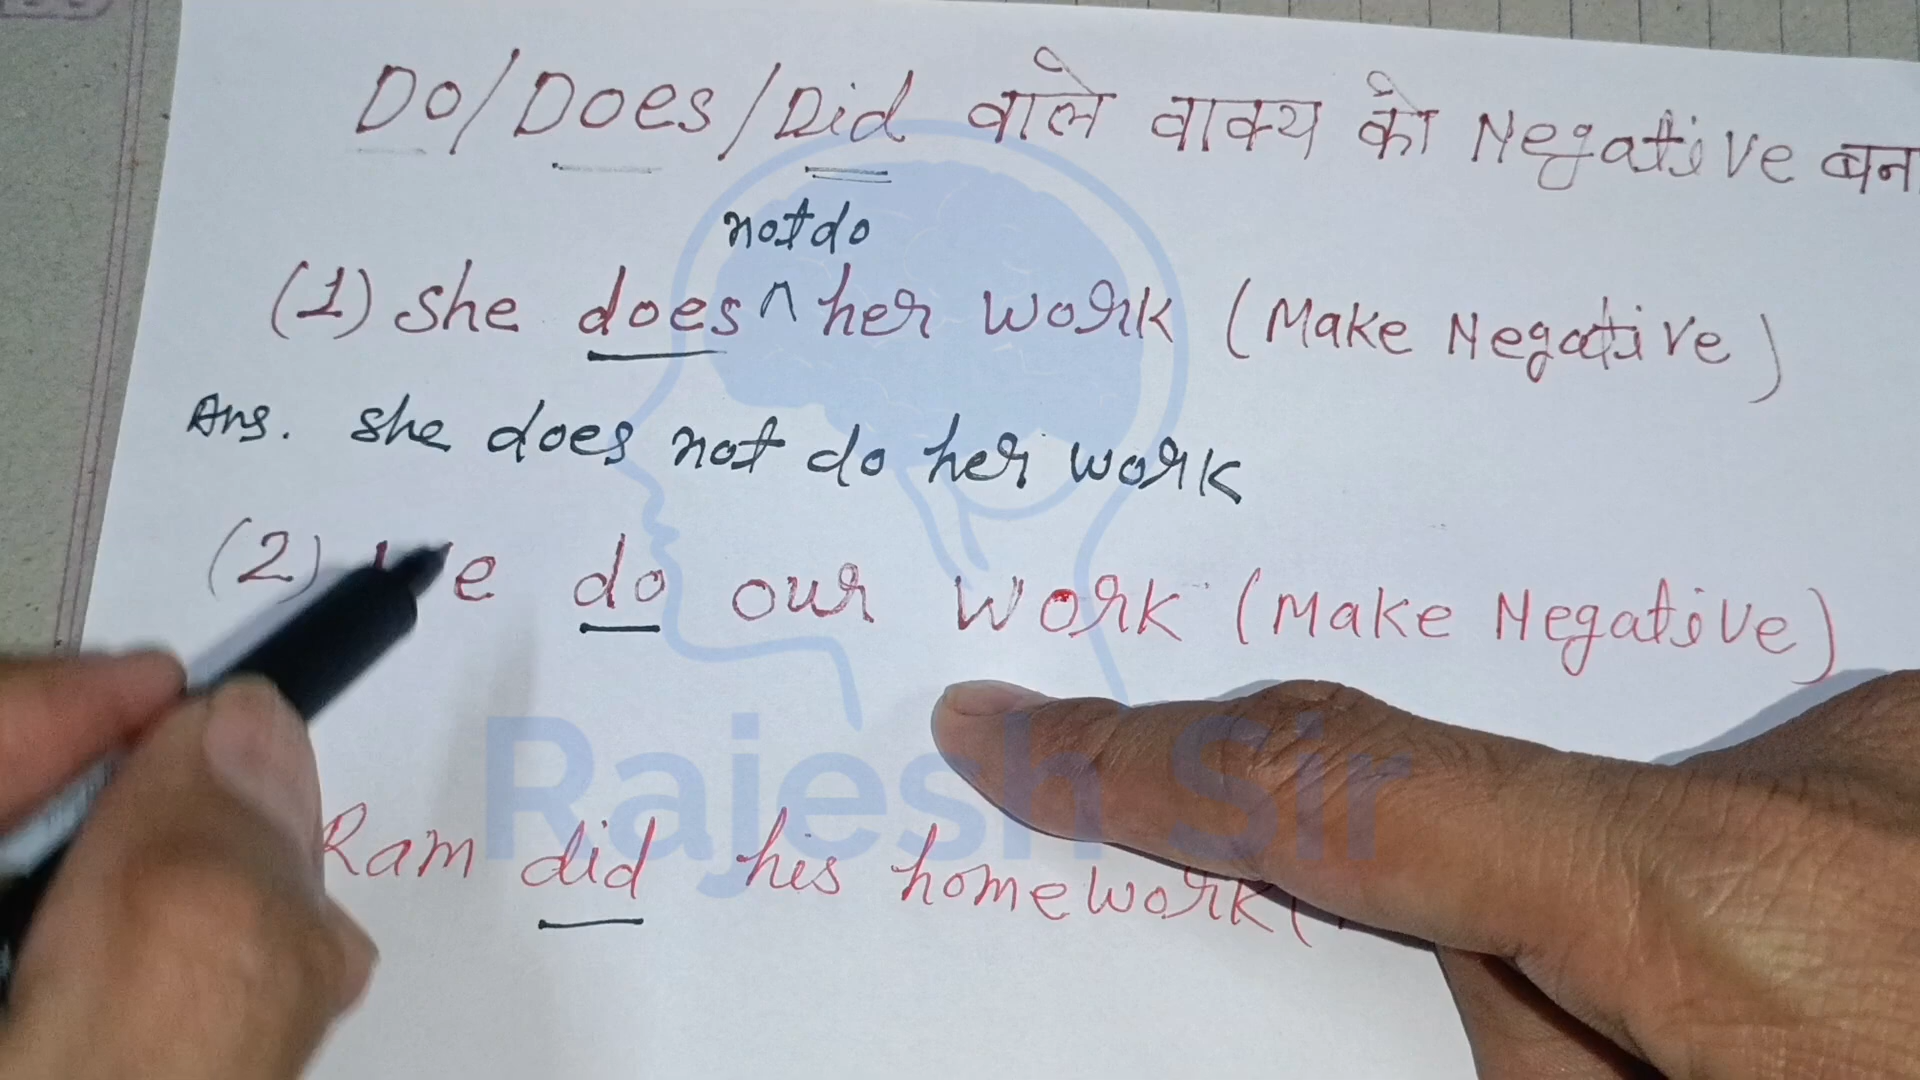 Do/Does/Did वाले वाक्य को Negative बना
not do
(1) She does ^ her work (Make Negative)
Ans. She does not do her work
(2) We do our work (Make Negative)
Rajesh Sir
Ram did his homework (